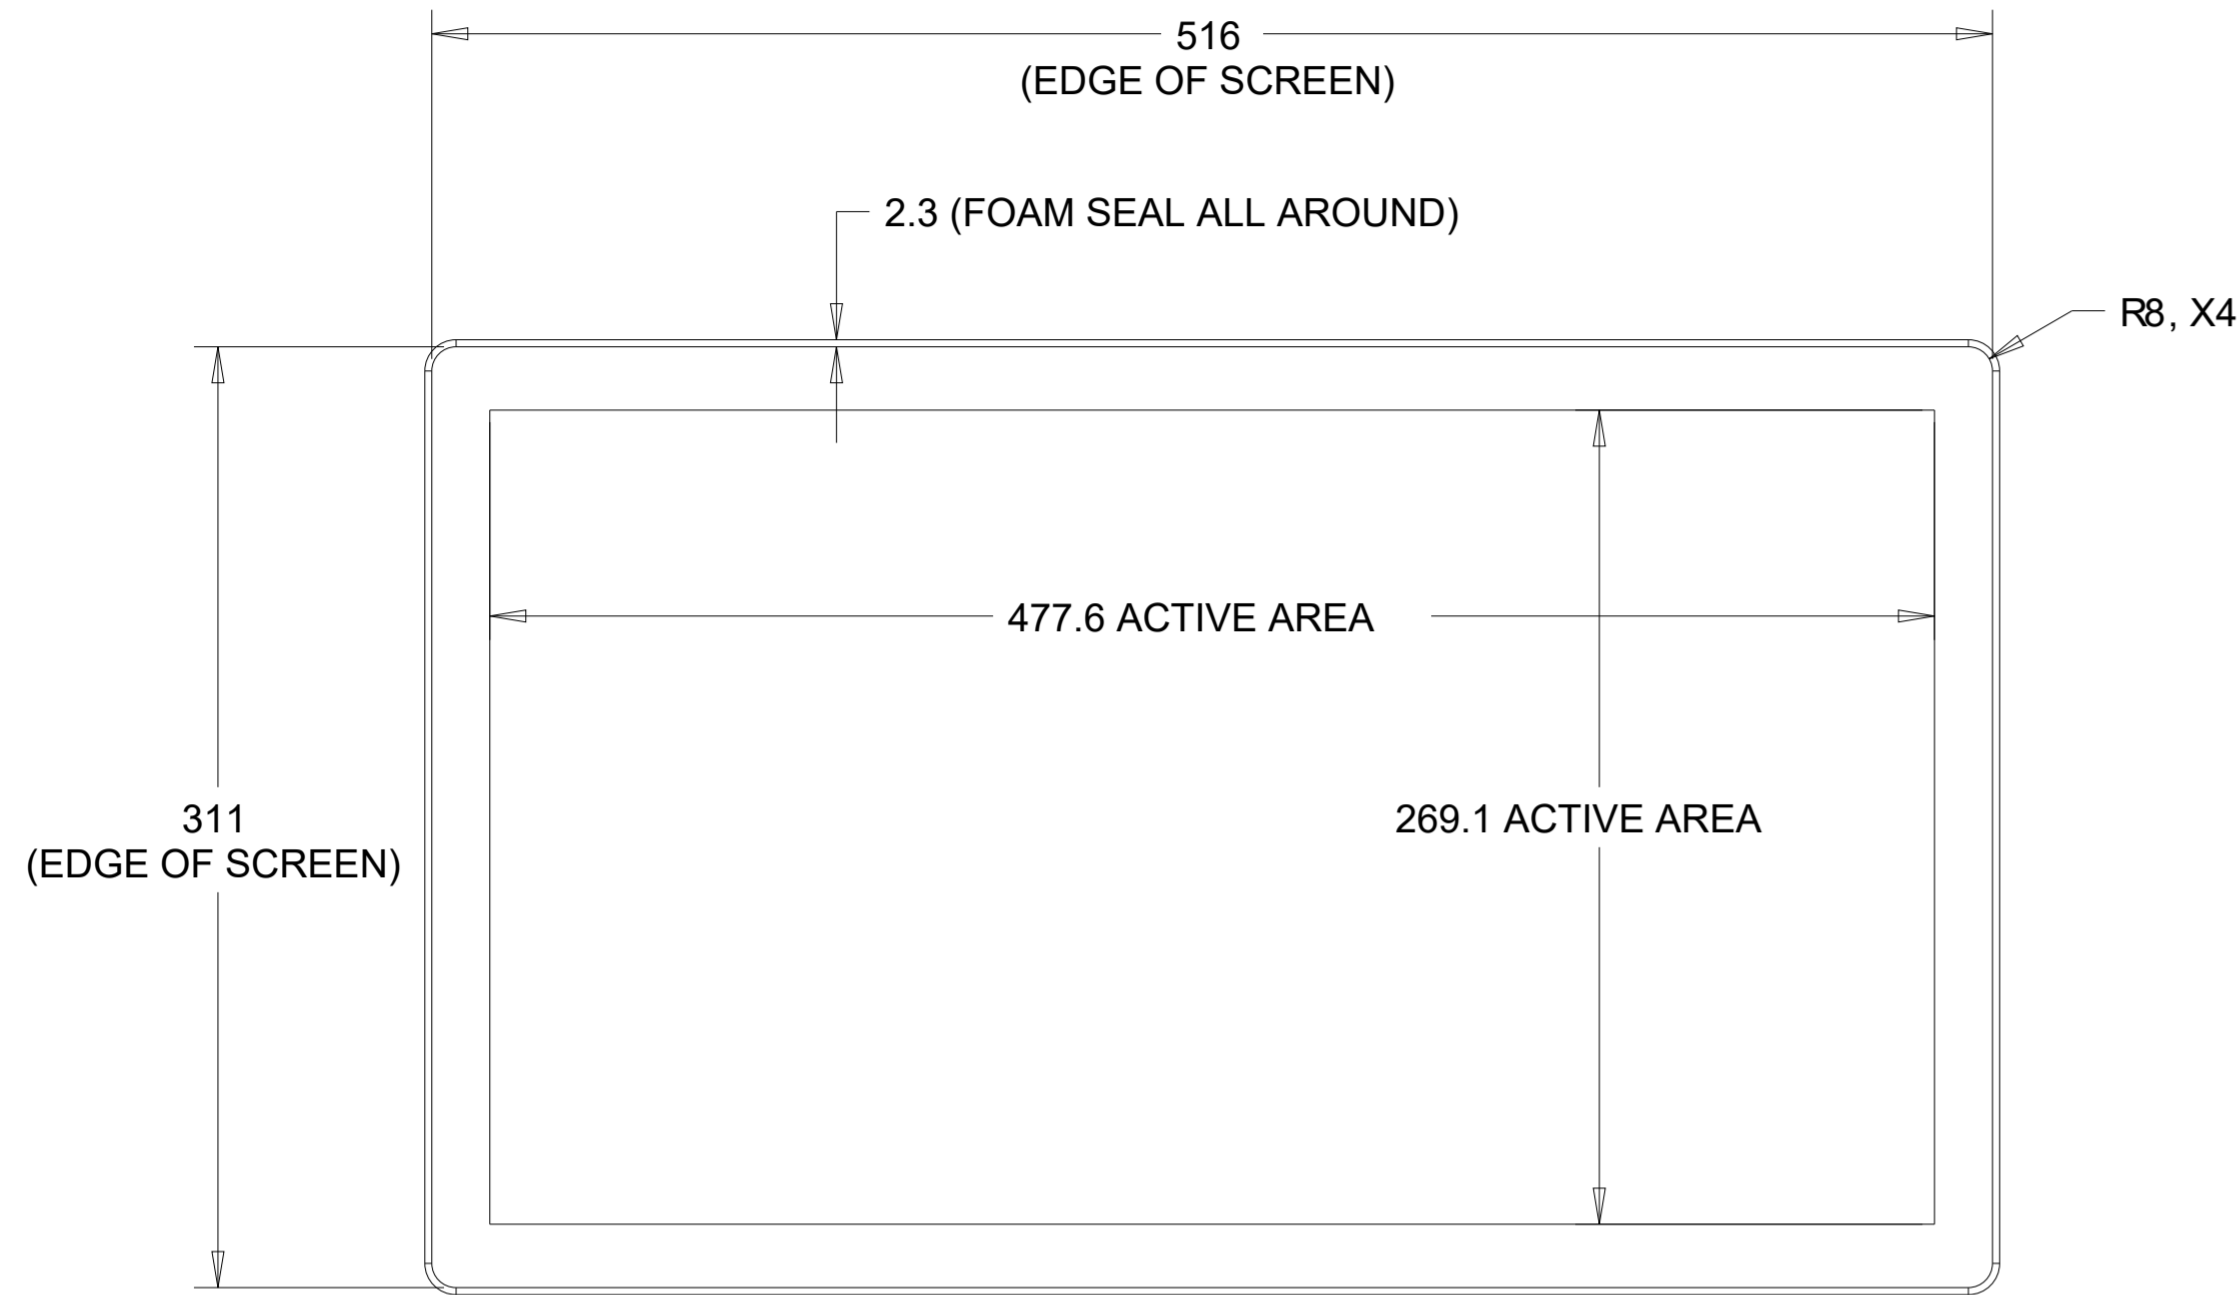 516
(EDGE OF SCREEN)
2.3 (FOAM SEAL ALL AROUND)
R8, X4
477.6 ACTIVE AREA
311
(EDGE OF SCREEN)
269.1 ACTIVE AREA